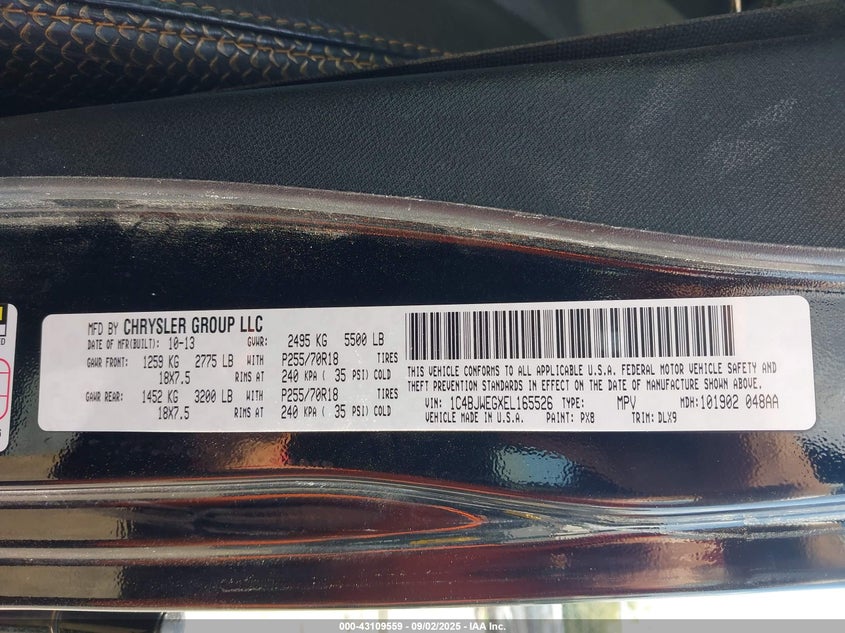 MFD BY CHRYSLER GROUP LLC
DATE OF MFR(BUILT): 10-13 GVWR: 2495 KG 5500 LB
GAWR FRONT: 1259 KG 2775 LB WITH P255/70R18 TIRES
18X7.5 RIMS AT 240 KPA ( 35 PSI) COLD
GAWR REAR: 1452 KG 3200 LB WITH P255/70R18 TIRES
18X7.5 RIMS AT 240 KPA ( 35 PSI) COLD
THIS VEHICLE CONFORMS TO ALL APPLICABLE U.S.A. FEDERAL MOTOR VEHICLE SAFETY AND
THEFT PREVENTION STANDARDS IN EFFECT ON THE DATE OF MANUFACTURE SHOWN ABOVE.
VIN: 1C4BJWEGXEL165526 TYPE: MPV MDH: 101902 048AA
VEHICLE MADE IN U.S.A. PAINT: PX8 TRIM: DLX9
000-43109559 | 09/02/2025 | IAA Inc.